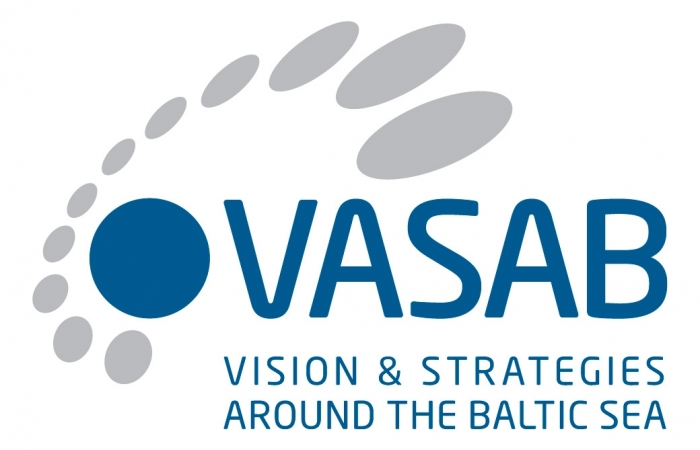 VASAB
VISION & STRATEGIES
AROUND THE BALTIC SEA